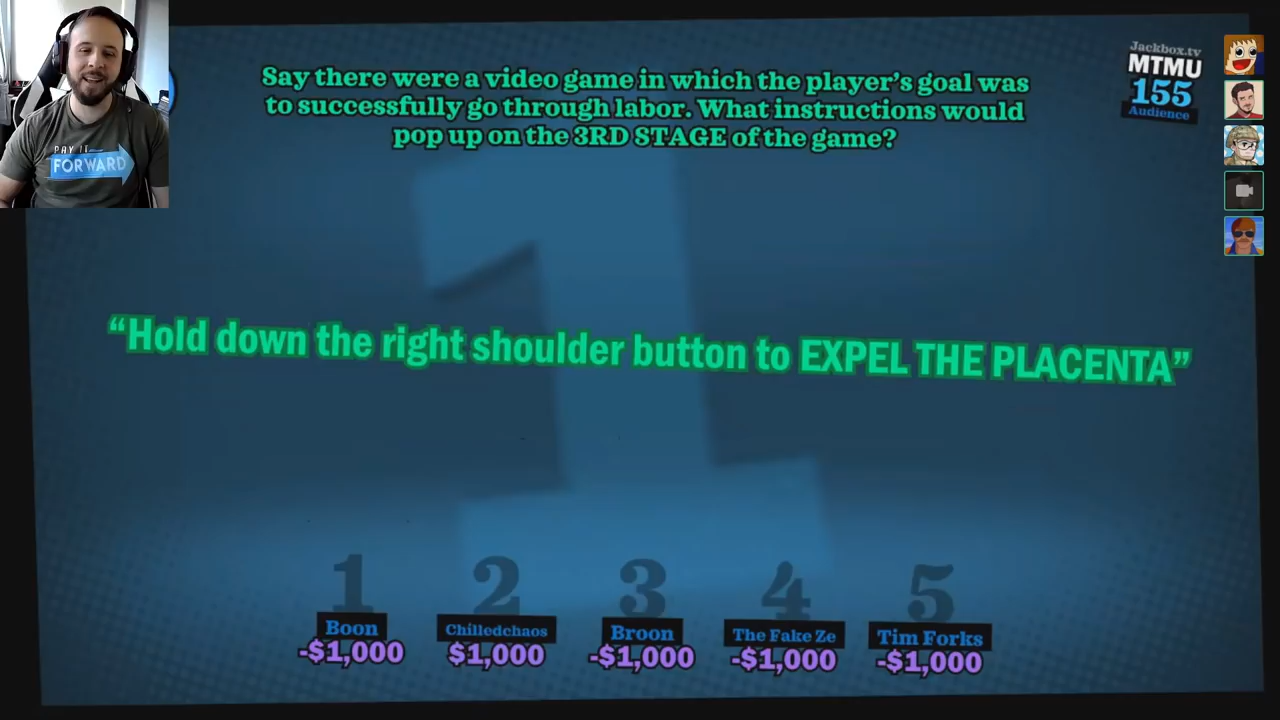 PAY IT
FORWARD
Say there were a video game in which the player's goal was
to successfully go through labor. What instructions would
pop up on the 3RD STAGE of the game?
Jackbox.tv
MTMU
155
Audience
1
“Hold down the right shoulder button to EXPEL THE PLACENTA”
1 2 3 4 5
Boon Chilledchaos Broon The Fake Ze Tim Forks
-$1,000 $1,000 -$1,000 -$1,000 -$1,000